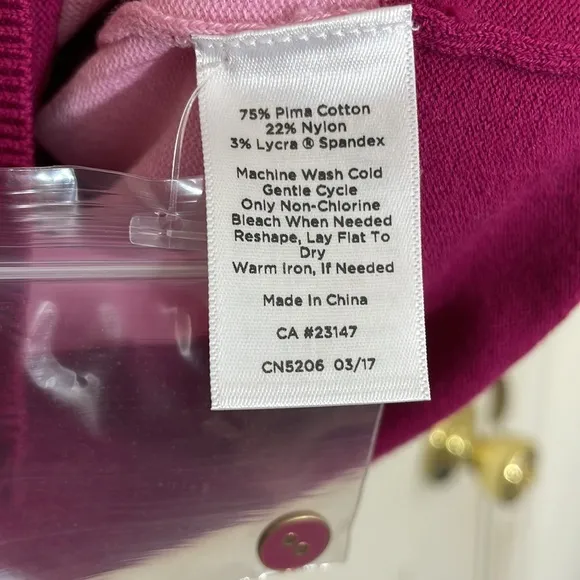 75% Pima Cotton
22% Nylon
3% Lycra ® Spandex
Machine Wash Cold
Gentle Cycle
Only Non-Chlorine
Bleach When Needed
Reshape, Lay Flat To
Dry
Warm Iron, If Needed
Made In China
CA #23147
CN5206 03/17